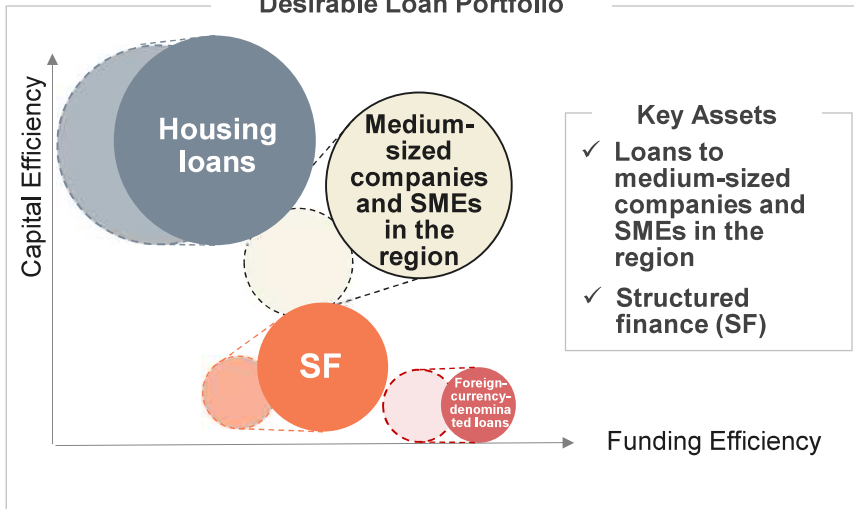 Desirable Loan Portfolio
Capital Efficiency
Housing
loans
Medium-
sized
companies
and SMEs
in the
region
SF
Foreign-
currency-
denomina
ted loans
Funding Efficiency
Key Assets
✓ Loans to
medium-sized
companies and
SMEs in the
region
✓ Structured
finance (SF)